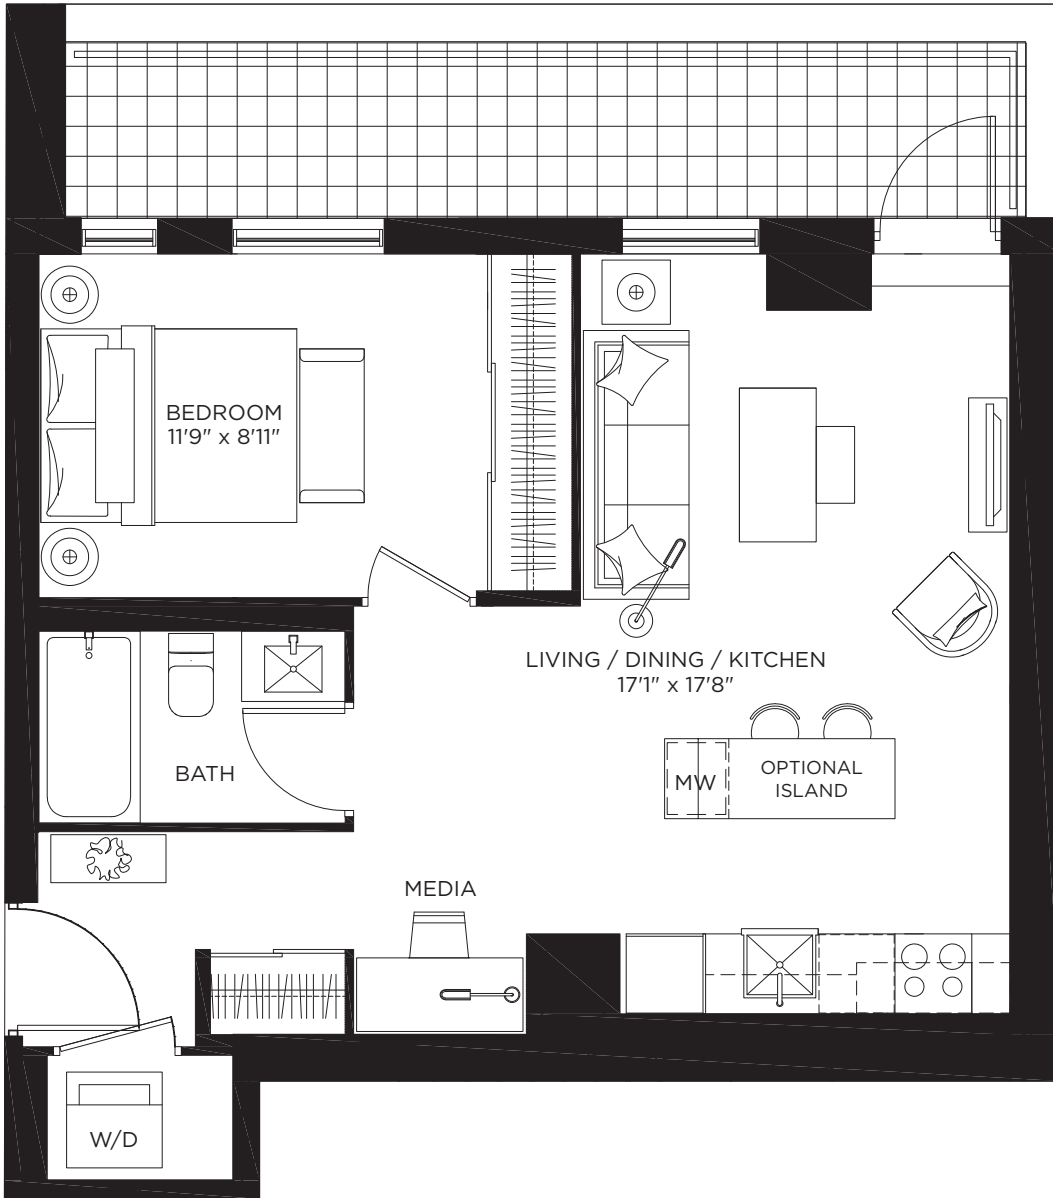 BEDROOM
11'9" x 8'11"
LIVING / DINING / KITCHEN
17'1" x 17'8"
BATH
MW
OPTIONAL
ISLAND
MEDIA
W/D